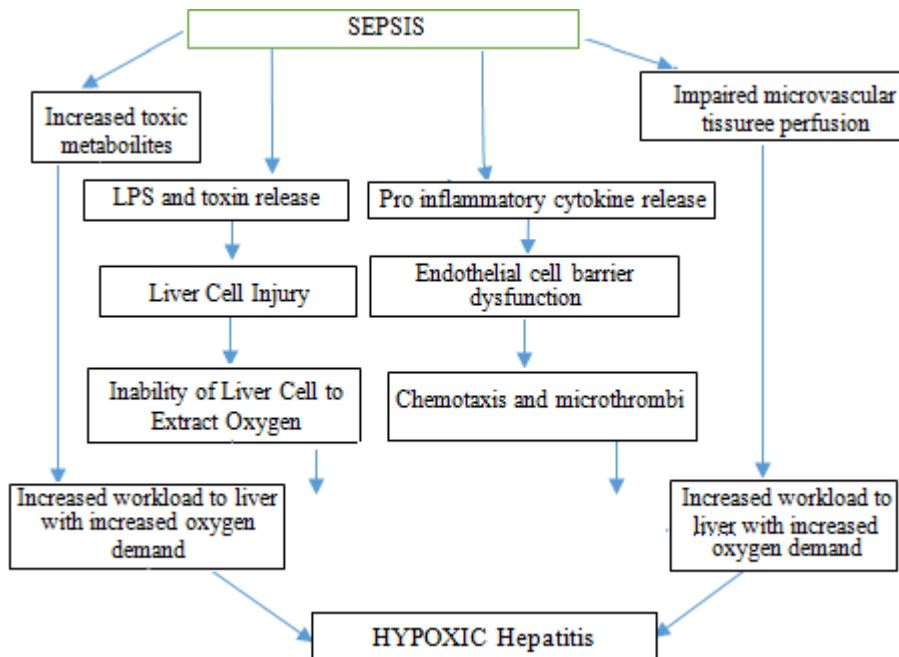 SEPSIS
Increased toxic
metaboilites
Impaired microvascular
tissuree perfusion
LPS and toxin release
Pro inflammatory cytokine release
Liver Cell Injury
Endothelial cell barrier
dysfunction
Inability of Liver Cell to
Extract Oxygen
Chemotaxis and microthrombi
Increased workload to liver
with increased oxygen
demand
Increased workload to
liver with increased
oxygen demand
HYPOXIC Hepatitis